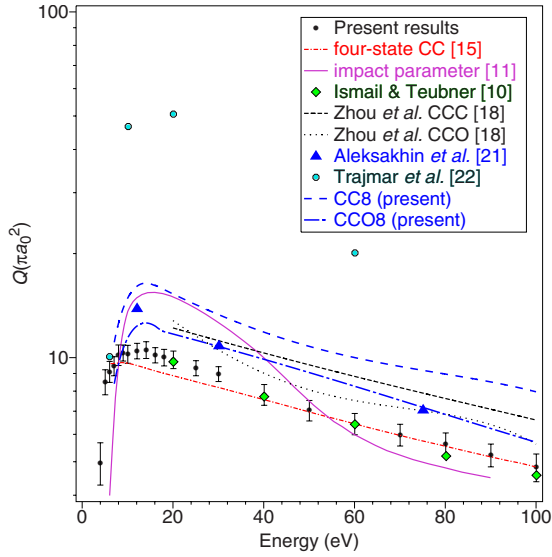 100
Present results
four-state CC [15]
impact parameter [11]
Ismail & Teubner [10]
Zhou et al. CCC [18]
Zhou et al. CCO [18]
Aleksakhin et al. [21]
Trajmar et al. [22]
CC8 (present)
CCO8 (present)
Q(πa₀²)
10
0 20 40 60 80 100
Energy (eV)